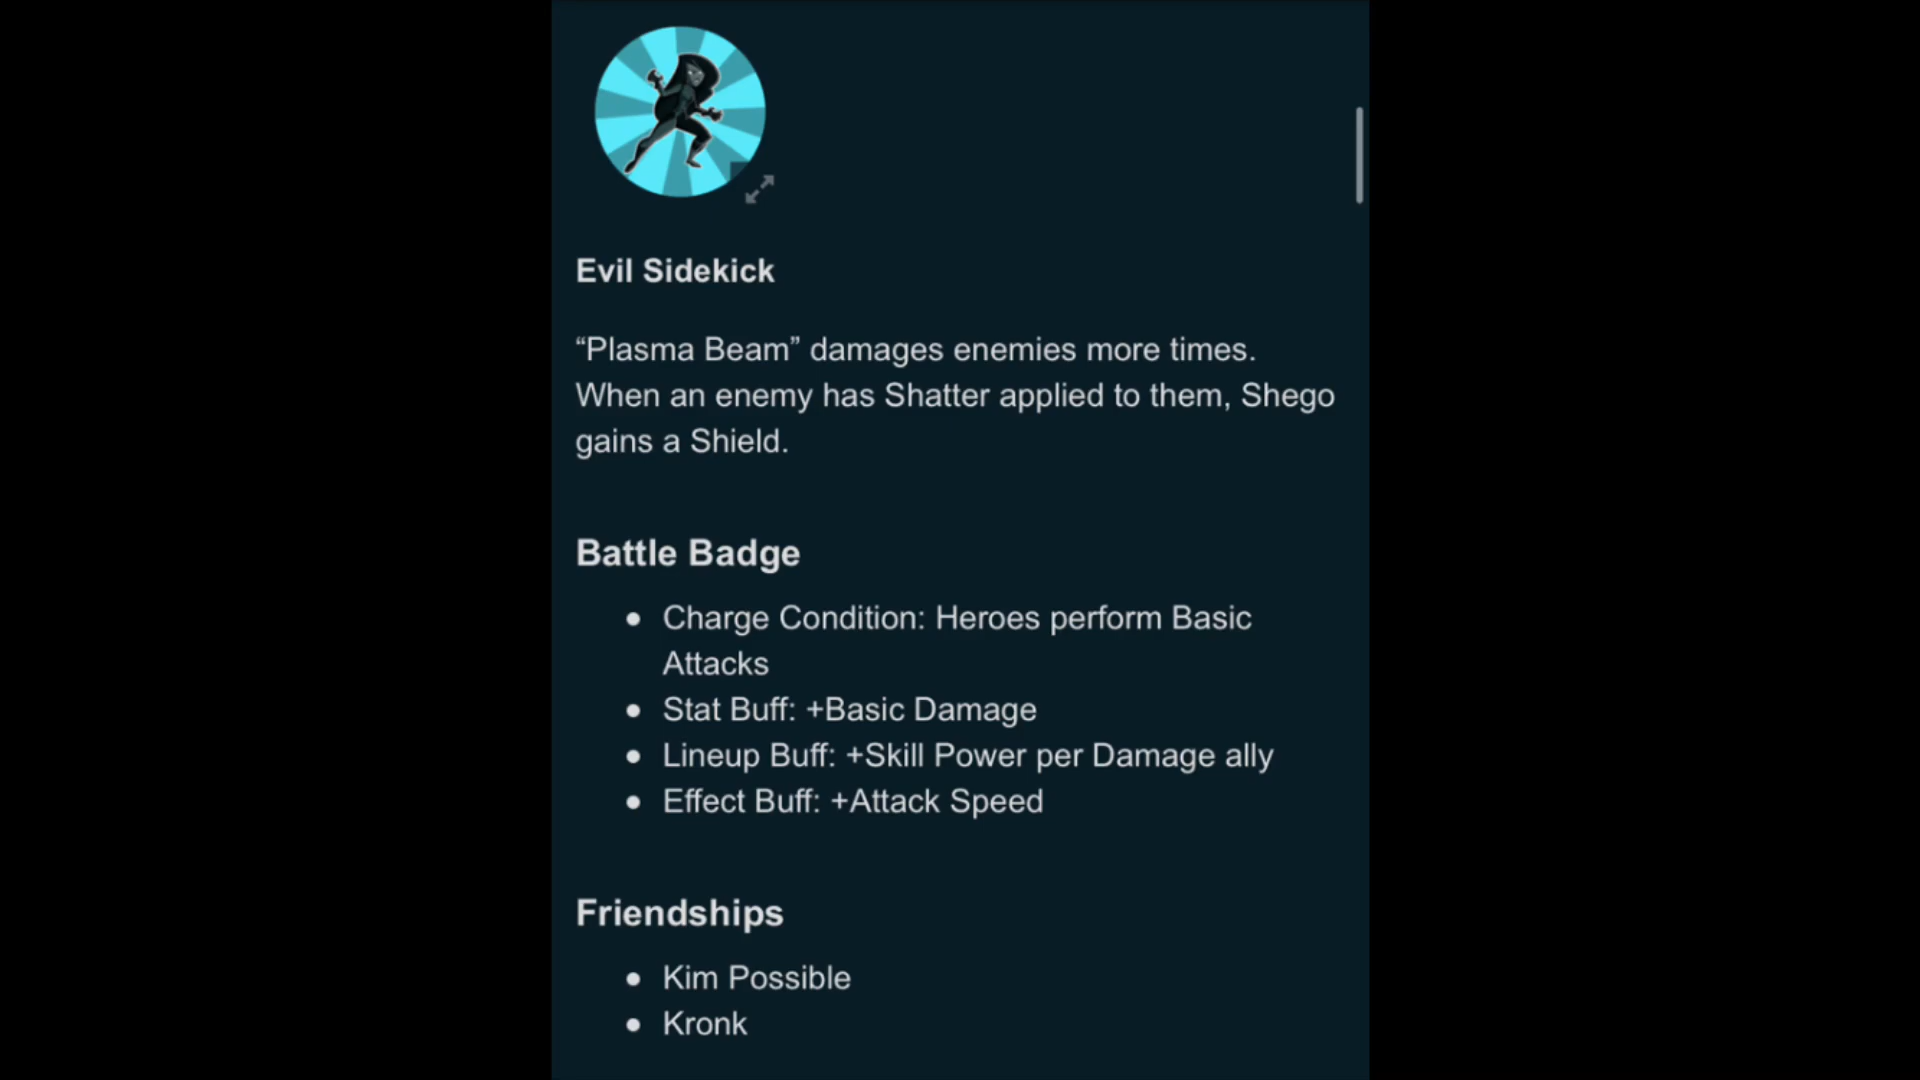 Evil Sidekick
“Plasma Beam” damages enemies more times.
When an enemy has Shatter applied to them, Shego
gains a Shield.
Battle Badge
Charge Condition: Heroes perform Basic
Attacks
Stat Buff: +Basic Damage
Lineup Buff: +Skill Power per Damage ally
Effect Buff: +Attack Speed
Friendships
Kim Possible
Kronk